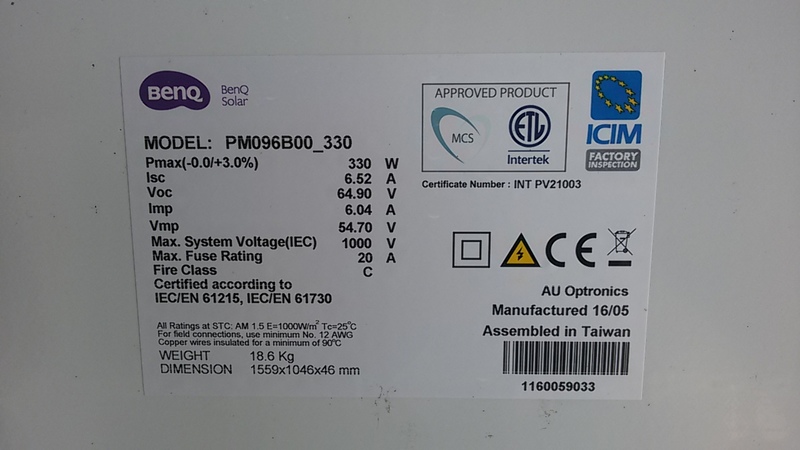 BenQ
BenQ
Solar
MODEL: PM096B00_330
Pmax(-0.0/+3.0%) 330 W
Isc 6.52 A
Voc 64.90 V
Imp 6.04 A
Vmp 54.70 V
Max. System Voltage(IEC) 1000 V
Max. Fuse Rating 20 A
Fire Class C
Certified according to
IEC/EN 61215, IEC/EN 61730
All Ratings at STC: AM 1.5 E=1000W/m² Tc=25°C
For field connections, use minimum No. 12 AWG
Copper wires insulated for a minimum of 90°C
WEIGHT 18.6 Kg
DIMENSION 1559x1046x46 mm
APPROVED PRODUCT
MCS
ETL
Intertek
ICIM
FACTORY
INSPECTION
Certificate Number : INT PV21003
CE
AU Optronics
Manufactured 16/05
Assembled in Taiwan
1160059033